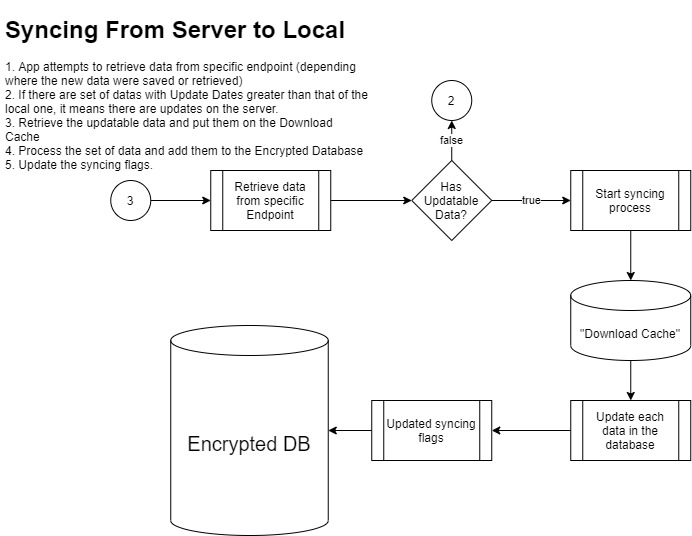 Syncing From Server to Local
1. App attempts to retrieve data from specific endpoint (depending
where the new data were saved or retrieved)
2. If there are set of datas with Update Dates greater than that of the
local one, it means there are updates on the server.
3. Retrieve the updatable data and put them on the Download
Cache
4. Process the set of data and add them to the Encrypted Database
5. Update the syncing flags.
2
false
3
Retrieve data
from specific
Endpoint
Has
Updatable
Data?
true
Start syncing
process
"Download Cache"
Update each
data in the
database
Updated syncing
flags
Encrypted DB